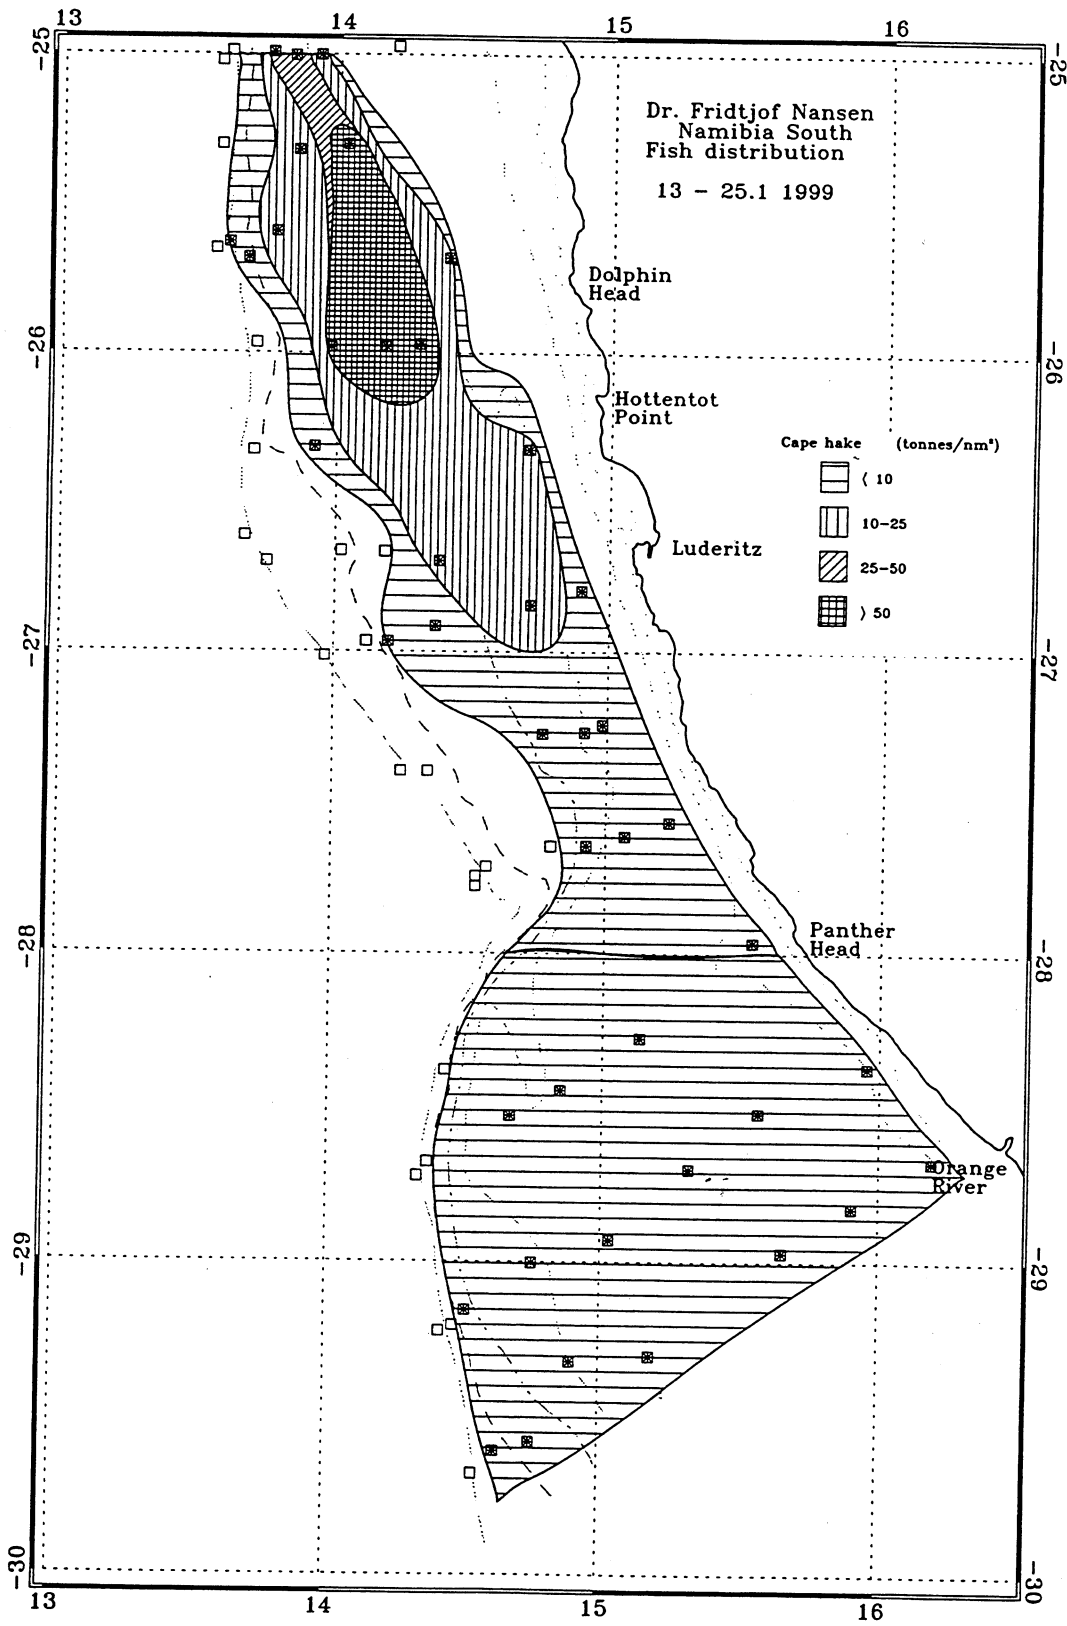 13
14
15
16
-25
-25
Dr. Fridtjof Nansen
Namibia South
Fish distribution
13 - 25.1 1999
Dolphin
Head
-26
-26
Hottentot
Point
Cape hake (tonnes/nm²)
< 10
10-25
Luderitz
25-50
> 50
-27
-27
Panther
Head
-28
-28
Orange
River
-29
-29
-30
-30
13
14
15
16